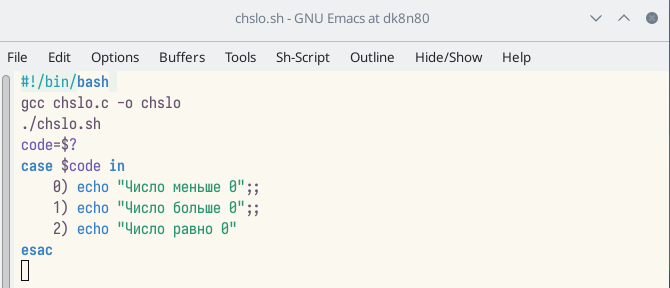 chslo.sh - GNU Emacs at dk8n80
File Edit Options Buffers Tools Sh-Script Outline Hide/Show Help
#!/bin/bash
gcc chslo.c -o chslo
./chslo.sh
code=$?
case $code in
    0) echo "Число меньше 0";;
    1) echo "Число больше 0";;
    2) echo "Число равно 0"
esac